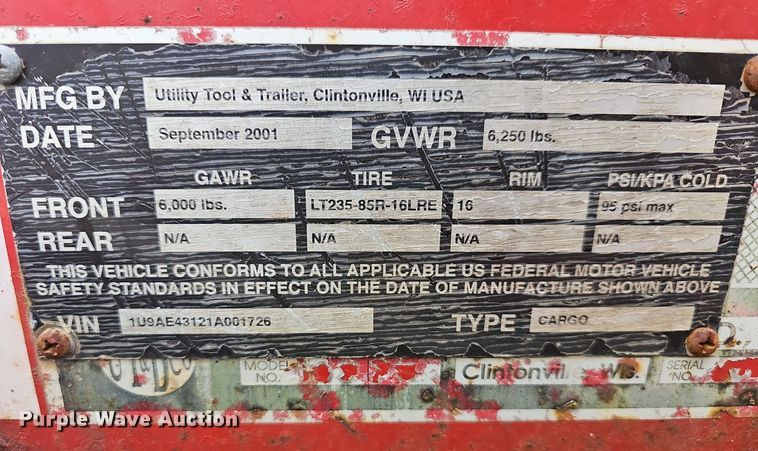 MFG BY Utility Tool & Trailer, Clintonville, WI USA
DATE September 2001 GVWR 6,250 lbs.
GAWR TIRE RIM PSI/KPA COLD
FRONT 6,000 lbs. LT235-85R-16LRE 16 95 psi max
REAR N/A N/A N/A N/A
THIS VEHICLE CONFORMS TO ALL APPLICABLE US FEDERAL MOTOR VEHICLE
SAFETY STANDARDS IN EFFECT ON THE DATE OF MANUFACTURE SHOWN ABOVE
VIN 1U9AE43121A001726 TYPE CARGO
MODEL NO. Clintonville, Wis. SERIAL NO.
Purple Wave Auction